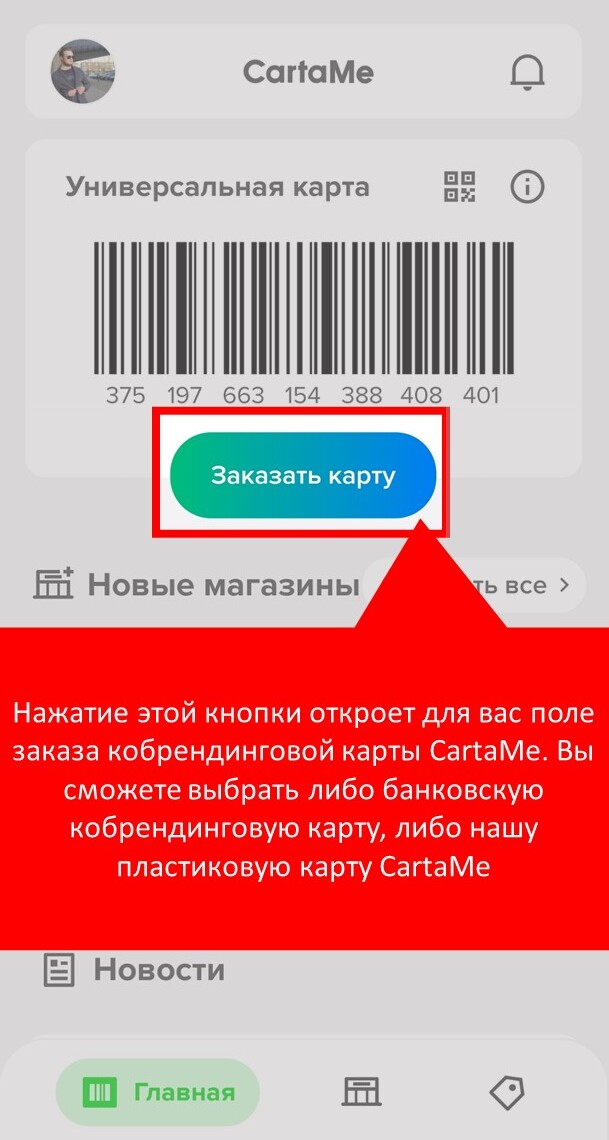 CartaMe
Универсальная карта
375 197 663 154 388 408 401
Заказать карту
Новые магазины
ть все >
Нажатие этой кнопки откроет для вас поле
заказа кобрендинговой карты CartaMe. Вы
сможете выбрать либо банковскую
кобрендинговую карту, либо нашу
пластиковую карту CartaMe
Новости
Главная